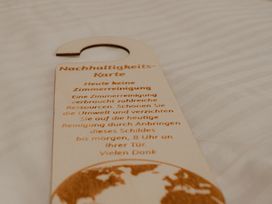 Nachhaltigkeits-
Karte
Heute keine
Zimmerreinigung
Eine Zimmerreinigung
verbraucht zahlreiche
Ressourcen. Schonen Sie
die Umwelt und verzichten
Sie auf die heutige
Reinigung durch Anbringen
dieses Schildes
bis morgen, 8 Uhr an
Ihrer Tür.
Vielen Dank